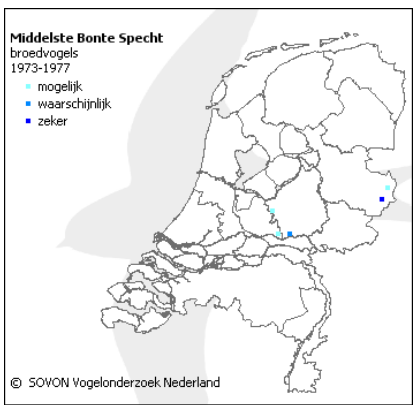 Middelste Bonte Specht
broedvogels
1973-1977
mogelijk
waarschijnlijk
zeker
© SOVON Vogelonderzoek Nederland